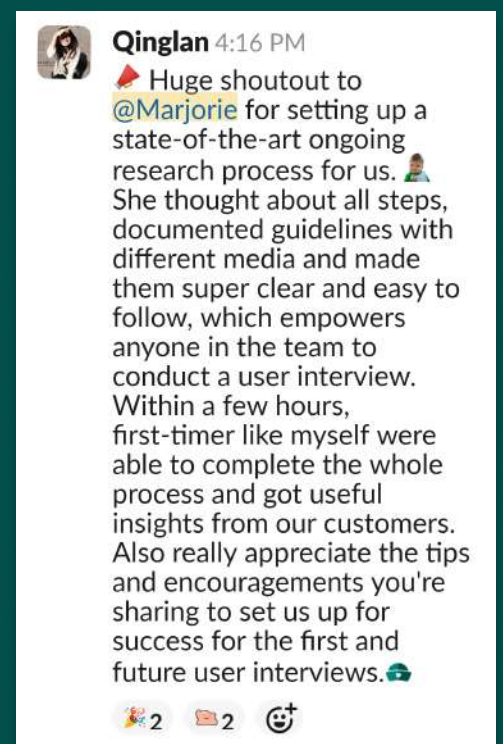 Qinglan 4:16 PM
📣 Huge shoutout to
@Marjorie for setting up a
state-of-the-art ongoing
research process for us.
She thought about all steps,
documented guidelines with
different media and made
them super clear and easy to
follow, which empowers
anyone in the team to
conduct a user interview.
Within a few hours,
first-timer like myself were
able to complete the whole
process and got useful
insights from our customers.
Also really appreciate the tips
and encouragements you're
sharing to set us up for
success for the first and
future user interviews.
🎉 2 2